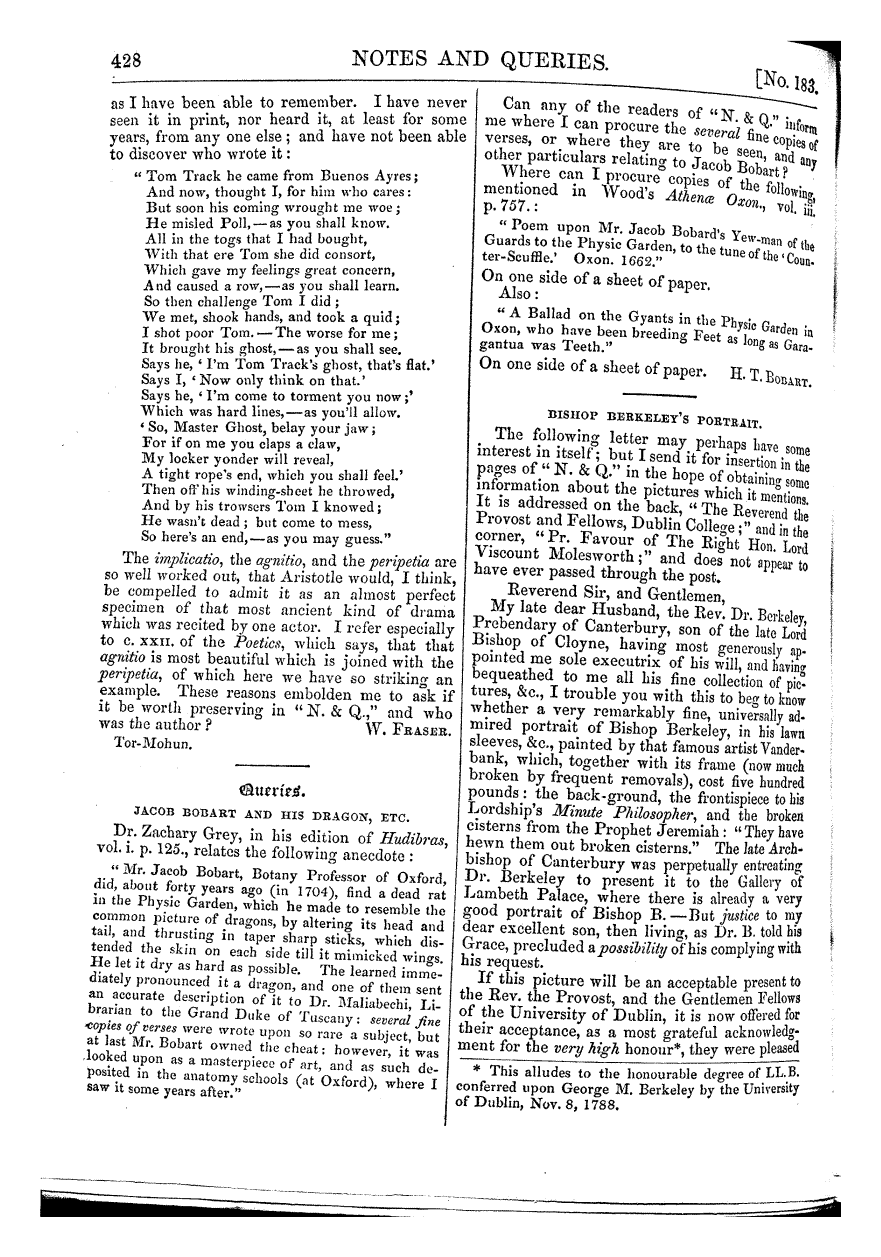 428
NOTES AND QUERIES.
[No. 183.
as I have been able to remember. I have never
seen it in print, nor heard it, at least for some
years, from any one else ; and have not been able
to discover who wrote it :
“ Tom Track he came from Buenos Ayres ;
And now, thought I, for him who cares :
But soon his coming wrought me woe ;
He misled Poll,—as you shall know.
All in the togs that I had bought,
With that ere Tom she did consort,
Which gave my feelings great concern,
And caused a row,—as you shall learn.
So then challenge Tom I did ;
We met, shook hands, and took a quid ;
I shot poor Tom. — The worse for me ;
It brought his ghost,—as you shall see.
Says he, ‘ I'm Tom Track's ghost, that's flat.’
Says I, ‘ Now only think on that.’
Says he, ‘ I'm come to torment you now ;’
Which was hard lines,—as you'll allow.
‘ So, Master Ghost, belay your jaw ;
For if on me you claps a claw,
My locker yonder will reveal,
A tight rope's end, which you shall feel.’
Then off his winding-sheet he throwed,
And by his trowsers Tom I knowed ;
He wasn't dead ; but come to mess,
So here's an end,—as you may guess.”
The implicatio, the agnitio, and the peripetia are
so well worked out, that Aristotle would, I think,
be compelled to admit it as an almost perfect
specimen of that most ancient kind of drama
which was recited by one actor. I refer especially
to c. XXII. of the Poetics, which says, that that
agnitio is most beautiful which is joined with the
peripetia, of which here we have so striking an
example. These reasons embolden me to ask if
it be worth preserving in “ N. & Q.,” and who
was the author ? W. FRASER.
Tor-Mohun.
Queries.
JACOB BOBART AND HIS DRAGON, ETC.
Dr. Zachary Grey, in his edition of Hudibras,
vol. i. p. 125., relates the following anecdote :
“ Mr. Jacob Bobart, Botany Professor of Oxford,
did, about forty years ago (in 1704), find a dead rat
in the Physic Garden, which he made to resemble the
common picture of dragons, by altering its head and
tail, and thrusting in taper sharp sticks, which dis-
tended the skin on each side till it mimicked wings.
He let it dry as hard as possible. The learned imme-
diately pronounced it a dragon, and one of them sent
an accurate description of it to Dr. Maliabechi, Li-
brarian to the Grand Duke of Tuscany : several fine
copies of verses were wrote upon so rare a subject, but
at last Mr. Bobart owned the cheat : however, it was
looked upon as a masterpiece of art, and as such de-
posited in the anatomy schools (at Oxford), where I
saw it some years after.”
Can any of the readers of “ N. & Q.” inform
me where I can procure the several fine copies of
verses, or where they are to be seen, and any
other particulars relating to Jacob Bobart ?
Where can I procure copies of the following,
mentioned in Wood's Athenæ Oxon., vol. iii.
p. 757. :
“ Poem upon Mr. Jacob Bobard's Yew-man of the
Guards to the Physic Garden, to the tune of the ‘ Coun-
ter-Scuffle.’ Oxon. 1662.”
On one side of a sheet of paper.
Also :
“ A Ballad on the Gyants in the Physic Garden in
Oxon, who have been breeding Feet as long as Gara-
gantua was Teeth.”
On one side of a sheet of paper. H. T. BOBART.
BISHOP BERKELEY'S PORTRAIT.
The following letter may perhaps have some
interest in itself ; but I send it for insertion in the
pages of “ N. & Q.” in the hope of obtaining some
information about the pictures which it mentions.
It is addressed on the back, “ The Reverend the
Provost and Fellows, Dublin College ;” and in the
corner, “ Pr. Favour of The Right Hon. Lord
Viscount Molesworth ;” and does not appear to
have ever passed through the post.
Reverend Sir, and Gentlemen,
My late dear Husband, the Rev. Dr. Berkeley,
Prebendary of Canterbury, son of the late Lord
Bishop of Cloyne, having most generously ap-
pointed me sole executrix of his will, and having
bequeathed to me all his fine collection of pic-
tures, &c., I trouble you with this to beg to know
whether a very remarkably fine, universally ad-
mired portrait of Bishop Berkeley, in his lawn
sleeves, &c., painted by that famous artist Vander-
bank, which, together with its frame (now much
broken by frequent removals), cost five hundred
pounds : the back-ground, the frontispiece to his
Lordship's Minute Philosopher, and the broken
cisterns from the Prophet Jeremiah : “ They have
hewn them out broken cisterns.” The late Arch-
bishop of Canterbury was perpetually entreating
Dr. Berkeley to present it to the Gallery of
Lambeth Palace, where there is already a very
good portrait of Bishop B. — But justice to my
dear excellent son, then living, as Dr. B. told his
Grace, precluded a possibility of his complying with
his request.
If this picture will be an acceptable present to
the Rev. the Provost, and the Gentlemen Fellows
of the University of Dublin, it is now offered for
their acceptance, as a most grateful acknowledg-
ment for the very high honour*, they were pleased
* This alludes to the honourable degree of LL.B.
conferred upon George M. Berkeley by the University
of Dublin, Nov. 8, 1788.